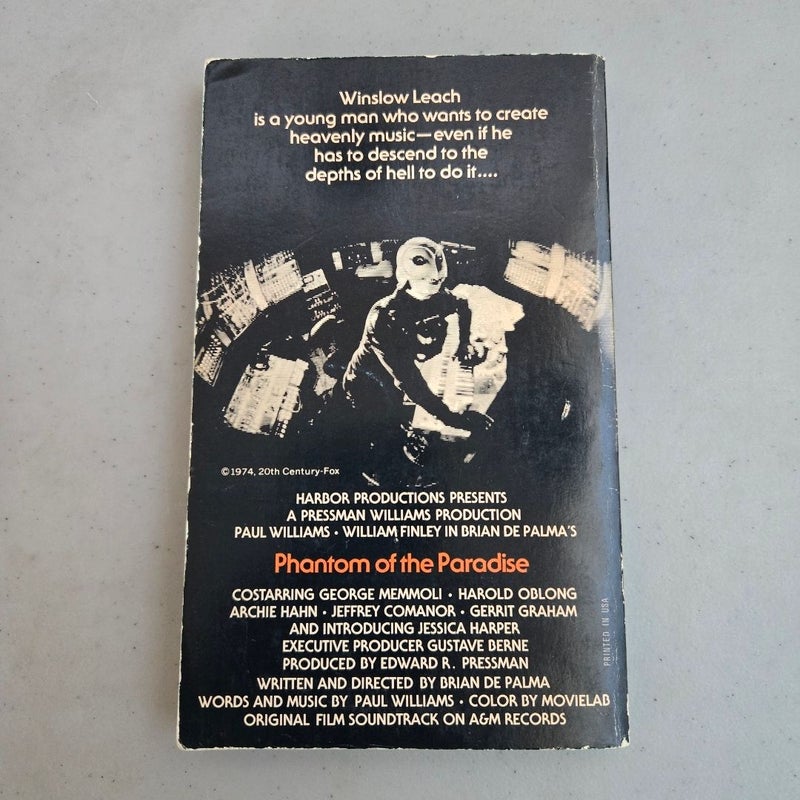 Winslow Leach
is a young man who wants to create
heavenly music—even if he
has to descend to the
depths of hell to do it....
©1974, 20th Century-Fox
HARBOR PRODUCTIONS PRESENTS
A PRESSMAN WILLIAMS PRODUCTION
PAUL WILLIAMS • WILLIAM FINLEY IN BRIAN DE PALMA'S
Phantom of the Paradise
COSTARRING GEORGE MEMMOLI • HAROLD OBLONG
ARCHIE HAHN • JEFFREY COMANOR • GERRIT GRAHAM
AND INTRODUCING JESSICA HARPER
EXECUTIVE PRODUCER GUSTAVE BERNE
PRODUCED BY EDWARD R. PRESSMAN
WRITTEN AND DIRECTED BY BRIAN DE PALMA
WORDS AND MUSIC BY PAUL WILLIAMS • COLOR BY MOVIELAB
ORIGINAL FILM SOUNDTRACK ON A&M RECORDS
PRINTED IN USA